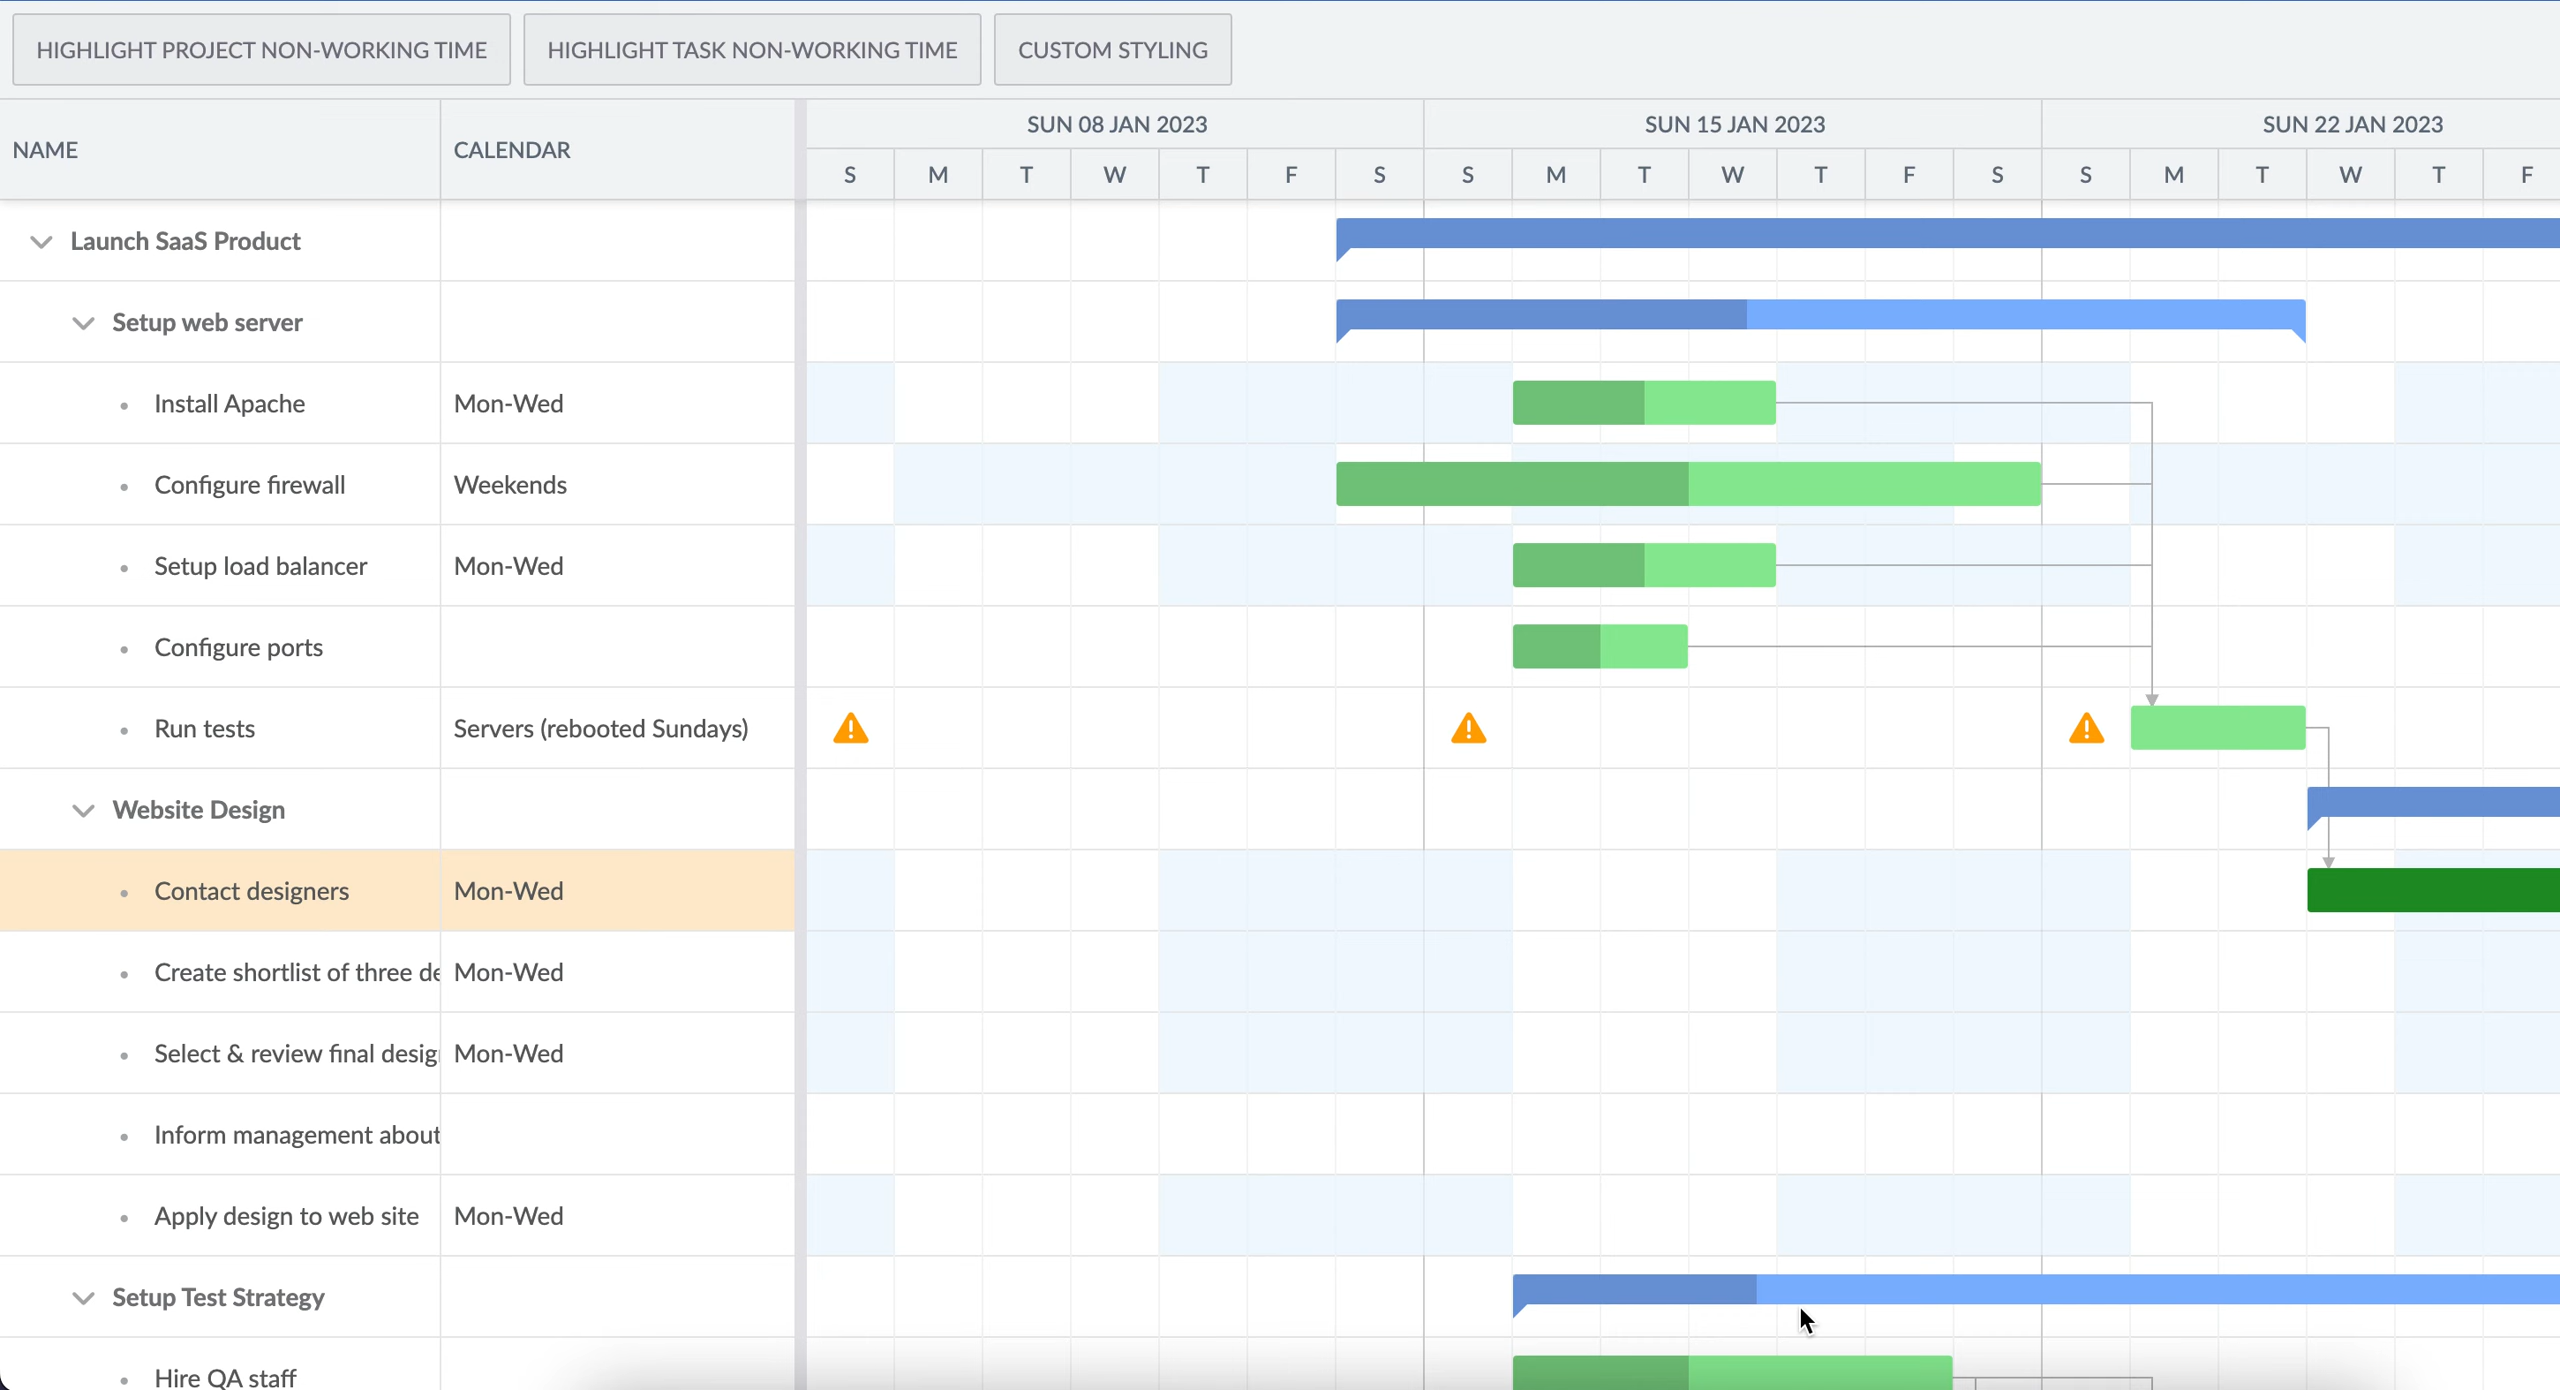 HIGHLIGHT PROJECT NON-WORKING TIME
HIGHLIGHT TASK NON-WORKING TIME
CUSTOM STYLING
NAME
CALENDAR
SUN 08 JAN 2023
SUN 15 JAN 2023
SUN 22 JAN 2023
S M T W T F S S M T W T F S S M T W T F
Launch SaaS Product
Setup web server
Install Apache Mon-Wed
Configure firewall Weekends
Setup load balancer Mon-Wed
Configure ports
Run tests Servers (rebooted Sundays)
Website Design
Contact designers Mon-Wed
Create shortlist of three de Mon-Wed
Select & review final desig Mon-Wed
Inform management about
Apply design to web site Mon-Wed
Setup Test Strategy
Hire QA staff